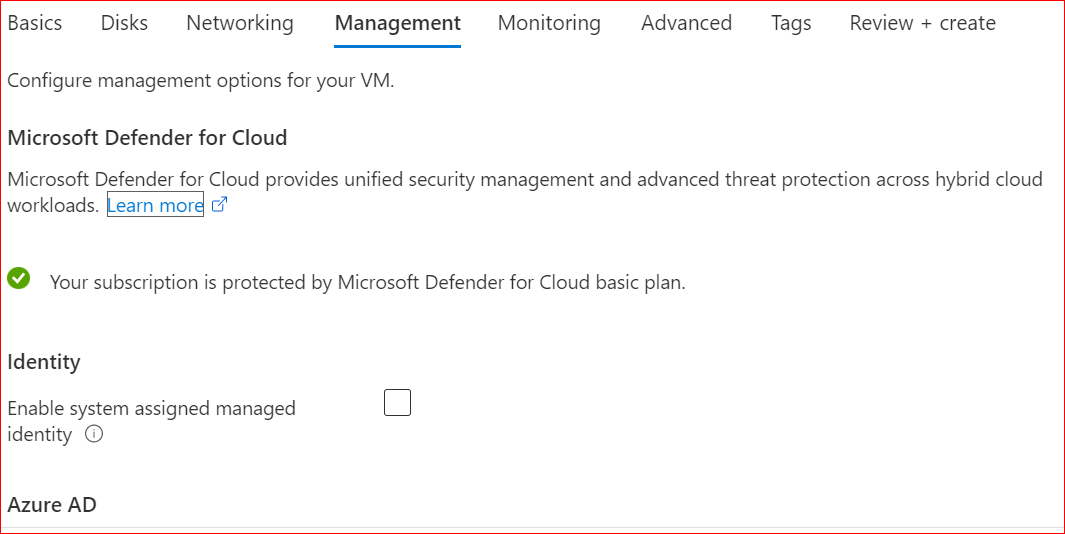 Basics Disks Networking Management Monitoring Advanced Tags Review + create
Configure management options for your VM.
Microsoft Defender for Cloud
Microsoft Defender for Cloud provides unified security management and advanced threat protection across hybrid cloud
workloads. Learn more
Your subscription is protected by Microsoft Defender for Cloud basic plan.
Identity
Enable system assigned managed
identity
Azure AD